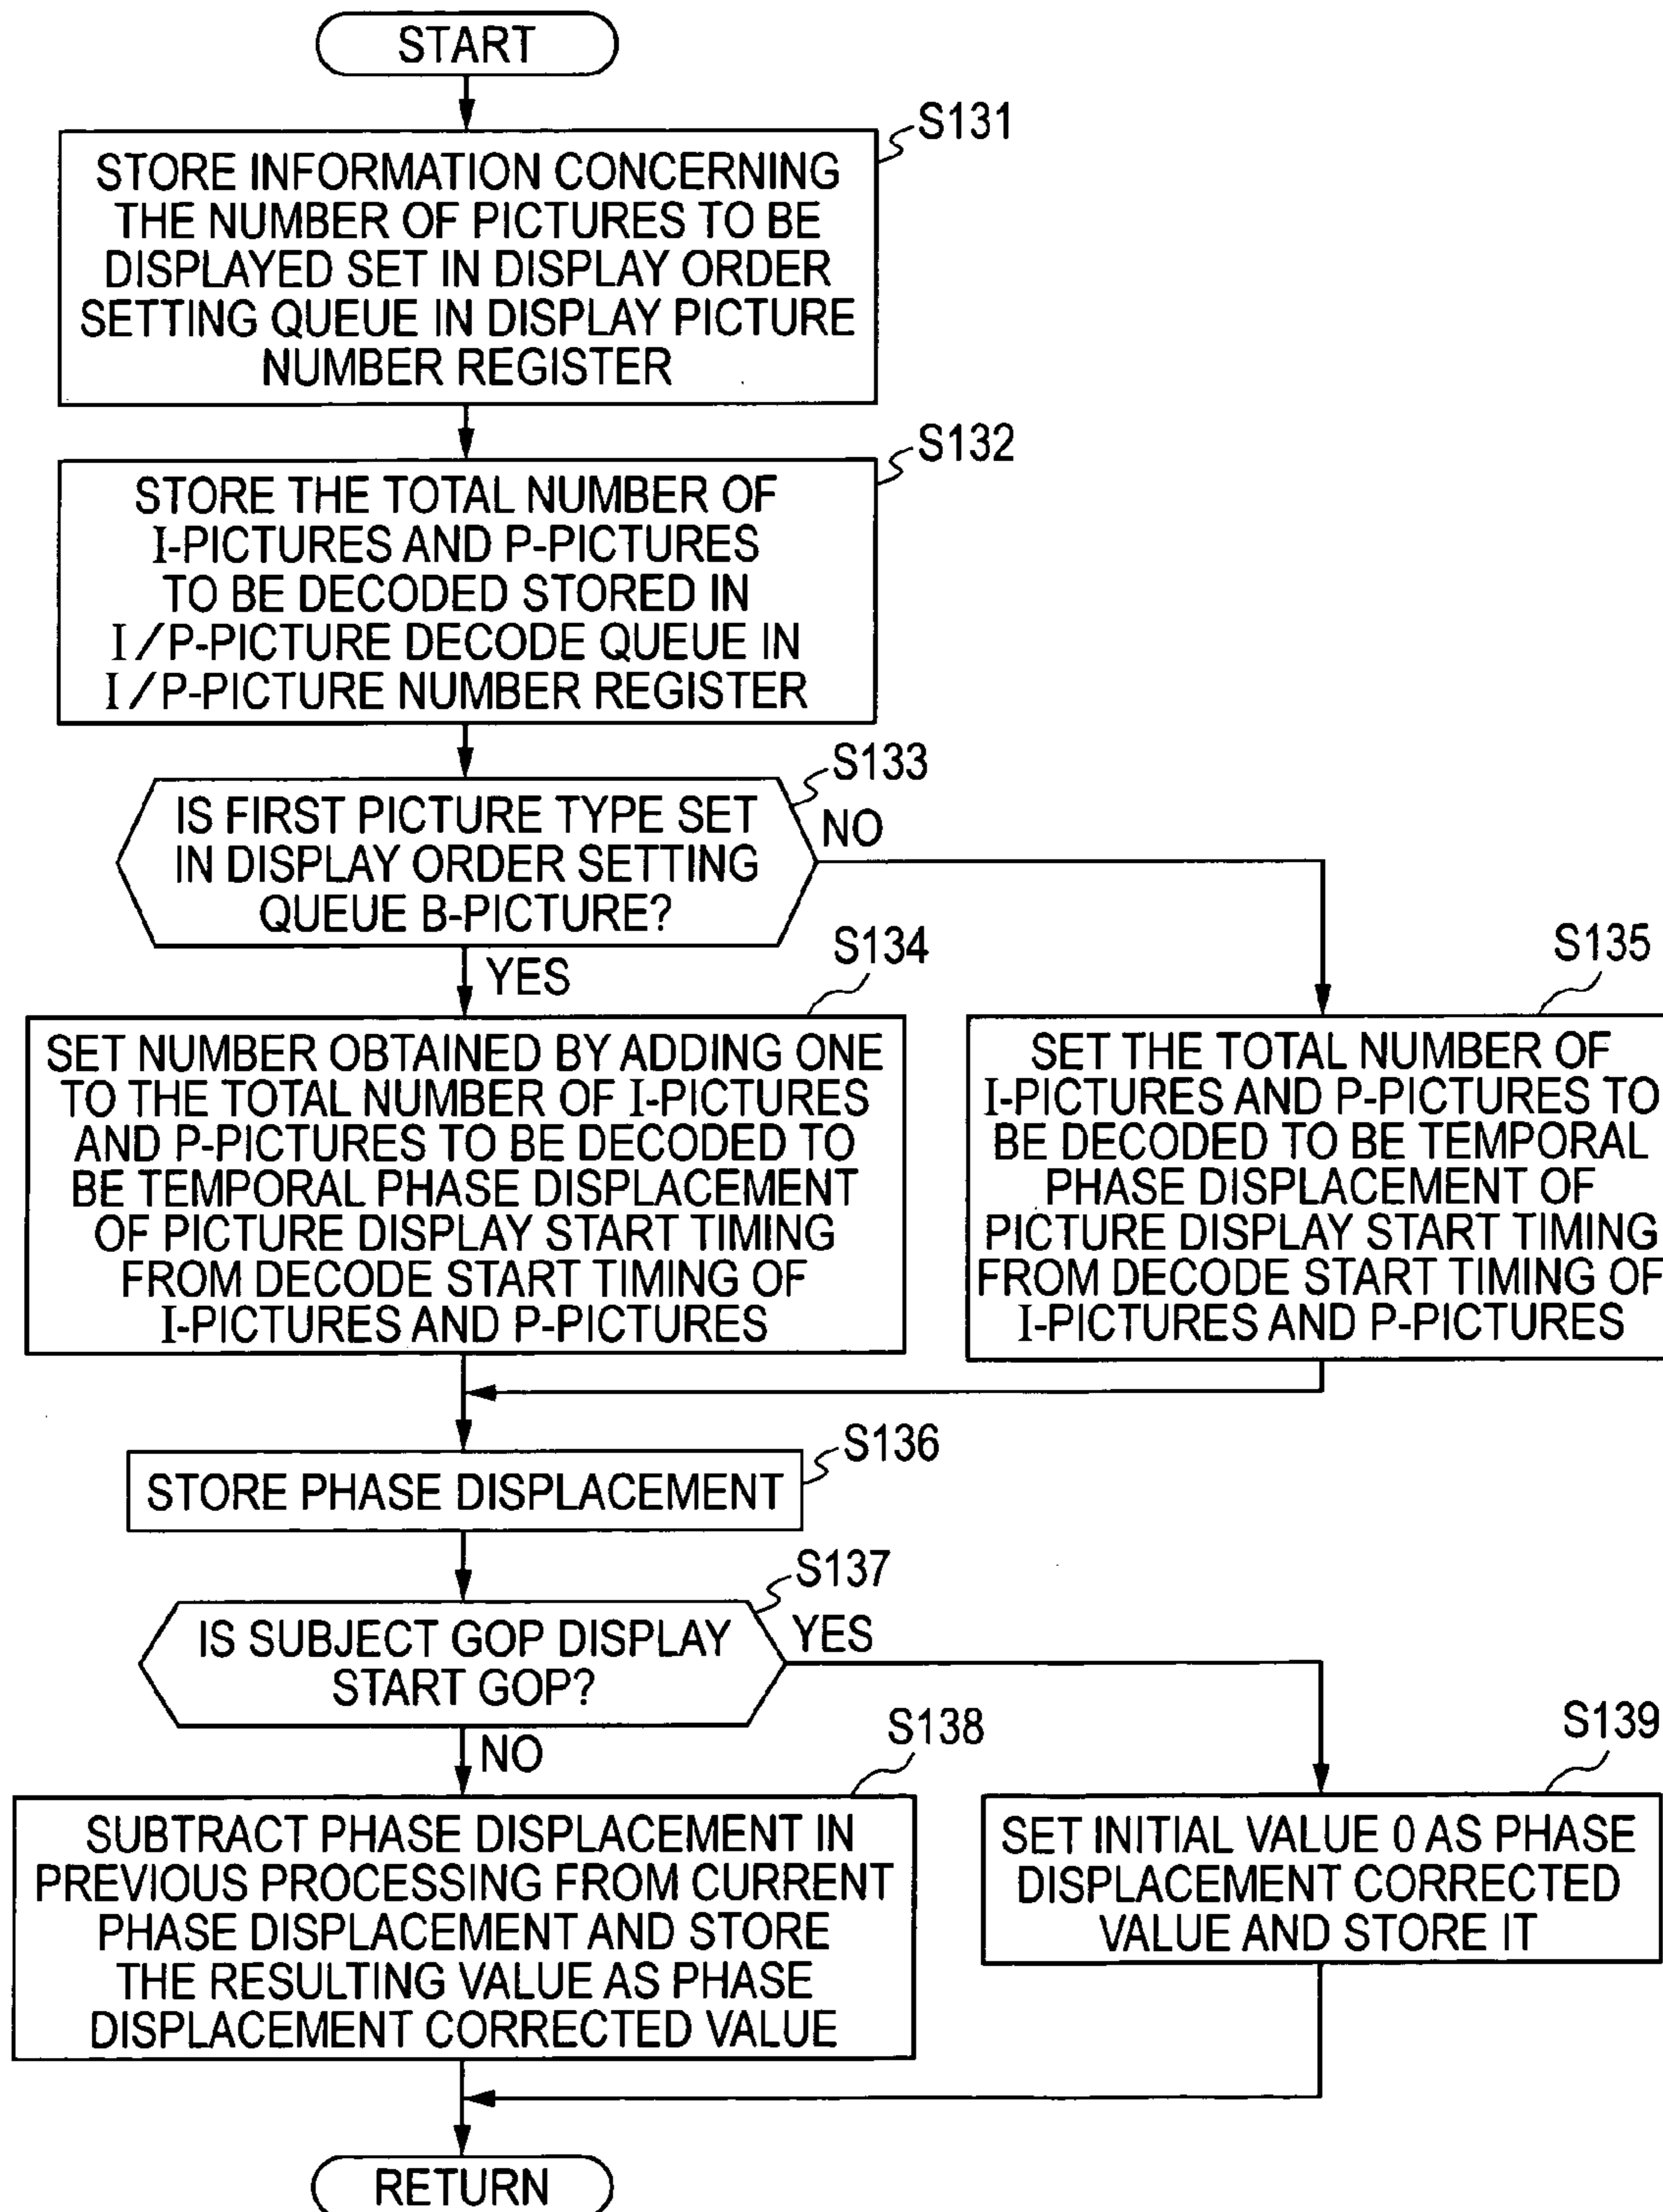 START
S131
STORE INFORMATION CONCERNING
THE NUMBER OF PICTURES TO BE
DISPLAYED SET IN DISPLAY ORDER
SETTING QUEUE IN DISPLAY PICTURE
NUMBER REGISTER
S132
STORE THE TOTAL NUMBER OF
I-PICTURES AND P-PICTURES
TO BE DECODED STORED IN
I/P-PICTURE DECODE QUEUE IN
I/P-PICTURE NUMBER REGISTER
S133
IS FIRST PICTURE TYPE SET
IN DISPLAY ORDER SETTING
QUEUE B-PICTURE?
NO
YES
S134
SET NUMBER OBTAINED BY ADDING ONE
TO THE TOTAL NUMBER OF I-PICTURES
AND P-PICTURES TO BE DECODED TO
BE TEMPORAL PHASE DISPLACEMENT
OF PICTURE DISPLAY START TIMING
FROM DECODE START TIMING OF
I-PICTURES AND P-PICTURES
S135
SET THE TOTAL NUMBER OF
I-PICTURES AND P-PICTURES TO
BE DECODED TO BE TEMPORAL
PHASE DISPLACEMENT OF
PICTURE DISPLAY START TIMING
FROM DECODE START TIMING OF
I-PICTURES AND P-PICTURES
S136
STORE PHASE DISPLACEMENT
S137
IS SUBJECT GOP DISPLAY
START GOP?
YES
NO
S138
SUBTRACT PHASE DISPLACEMENT IN
PREVIOUS PROCESSING FROM CURRENT
PHASE DISPLACEMENT AND STORE
THE RESULTING VALUE AS PHASE
DISPLACEMENT CORRECTED VALUE
S139
SET INITIAL VALUE 0 AS PHASE
DISPLACEMENT CORRECTED
VALUE AND STORE IT
RETURN